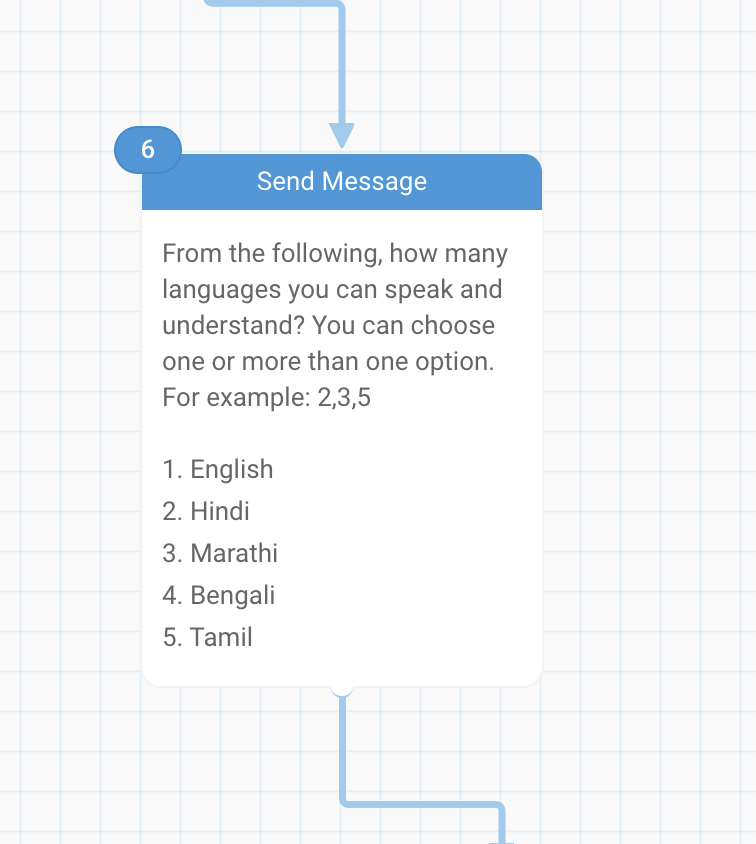 6
Send Message
From the following, how many
languages you can speak and
understand? You can choose
one or more than one option.
For example: 2,3,5
1. English
2. Hindi
3. Marathi
4. Bengali
5. Tamil